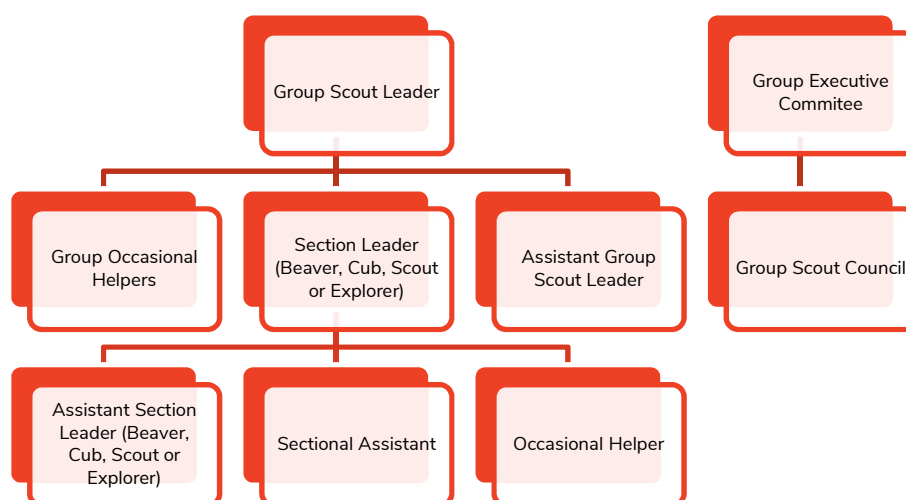 Group Scout Leader
Group Executive
Commitee
Group Occasional
Helpers
Section Leader
(Beaver, Cub, Scout
or Explorer)
Assistant Group
Scout Leader
Group Scout Council
Assistant Section
Leader (Beaver,
Cub, Scout or
Explorer)
Sectional Assistant
Occasional Helper